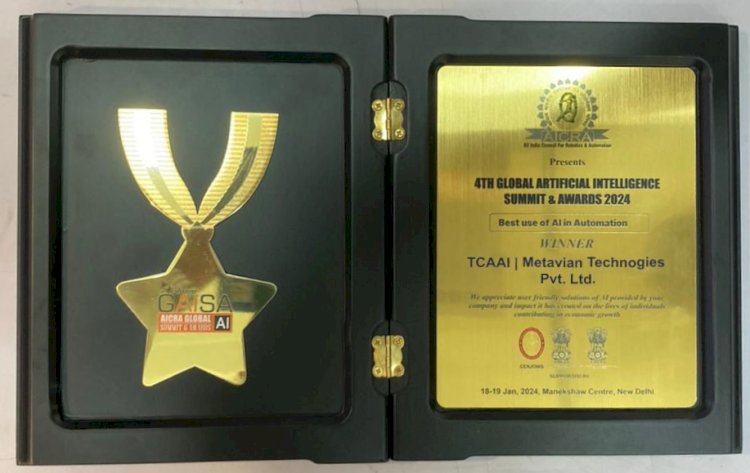 GAISA
AICRA GLOBAL
AI
AICRA
All India Council For Robotics & Automation
Presents
4TH GLOBAL ARTIFICIAL INTELLIGENCE
SUMMIT & AWARDS 2024
Best use of AI in Automation
WINNER
TCAAI | Metavian Technogies
Pvt. Ltd.
We appreciate user friendly solutions of AI provided by your
company and impact it has created on the lives of individuals
contributing to economic growth
CENJOWS
SUPPORTED BY
18-19 Jan, 2024, Manekshaw Centre, New Delhi